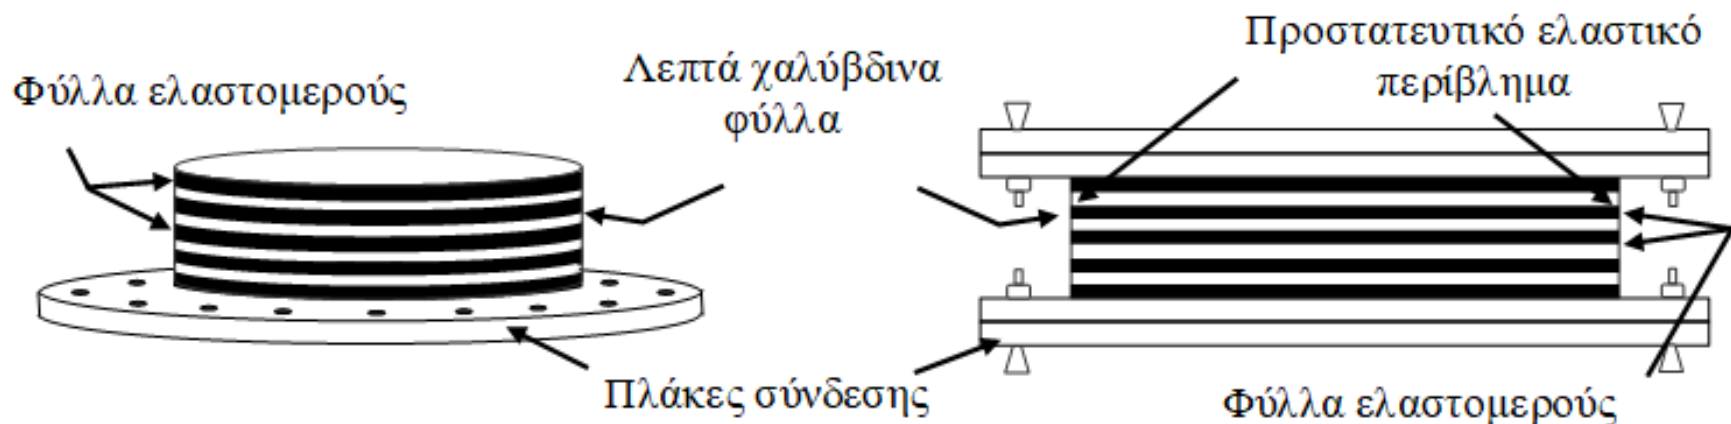 Φύλλα ελαστομερούς
Λεπτά χαλύβδινα
φύλλα
Προστατευτικό ελαστικό
περίβλημα
Πλάκες σύνδεσης
Φύλλα ελαστομερούς